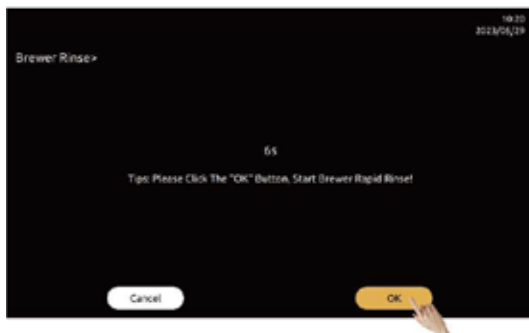 10:20
2023/05/29
Brewer Rinse>
6s
Tips: Please Click The "OK" Button, Start Brewer Rapid Rinse!
Cancel
OK